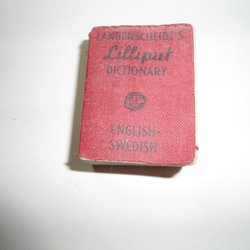 LANGENSCHEIDT'S
Lilliput
DICTIONARY
ENGLISH-
SWEDISH